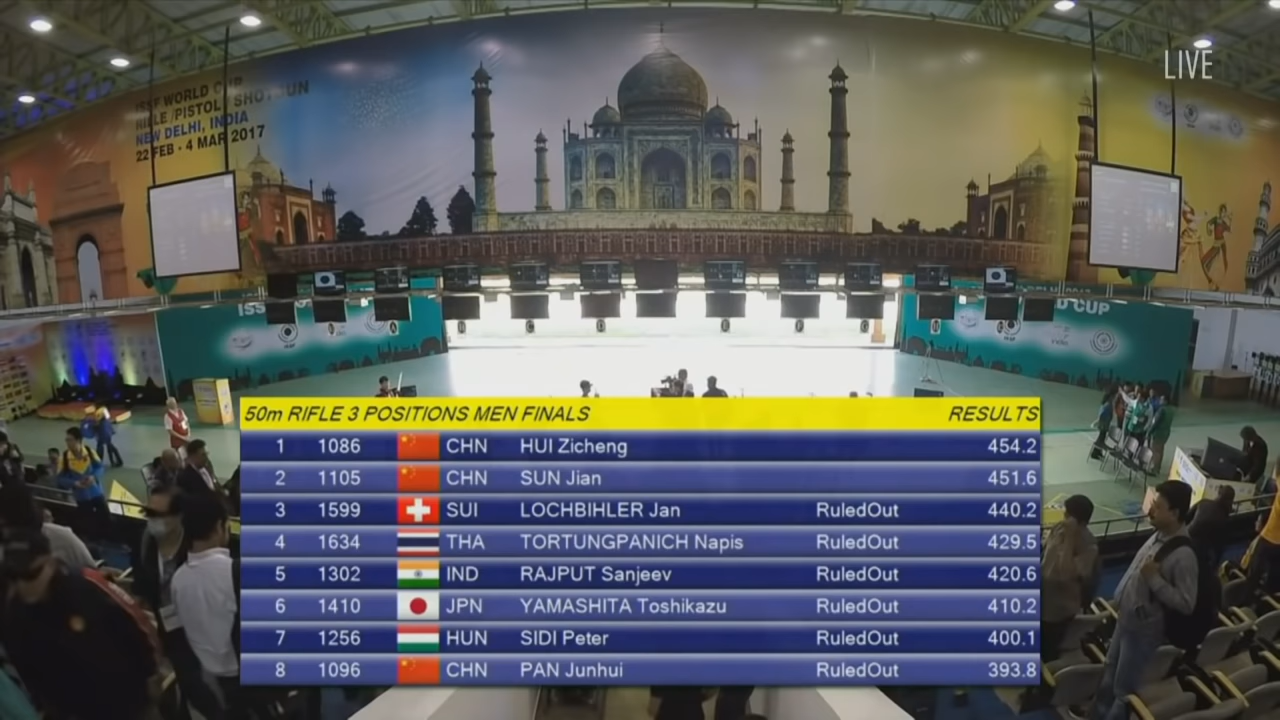 LIVE
ISSF WORLD CUP
RILLE /PISTOL / SHOTGUN
NEW DELHI, INDIA
22 FEB - 4 MAR 2017
ISS
D CUP
50m RIFLE 3 POSITIONS MEN FINALS RESULTS
1 1086 CHN HUI Zicheng 454.2
2 1105 CHN SUN Jian 451.6
3 1599 SUI LOCHBIHLER Jan RuledOut 440.2
4 1634 THA TORTUNGPANICH Napis RuledOut 429.5
5 1302 IND RAJPUT Sanjeev RuledOut 420.6
6 1410 JPN YAMASHITA Toshikazu RuledOut 410.2
7 1256 HUN SIDI Peter RuledOut 400.1
8 1096 CHN PAN Junhui RuledOut 393.8